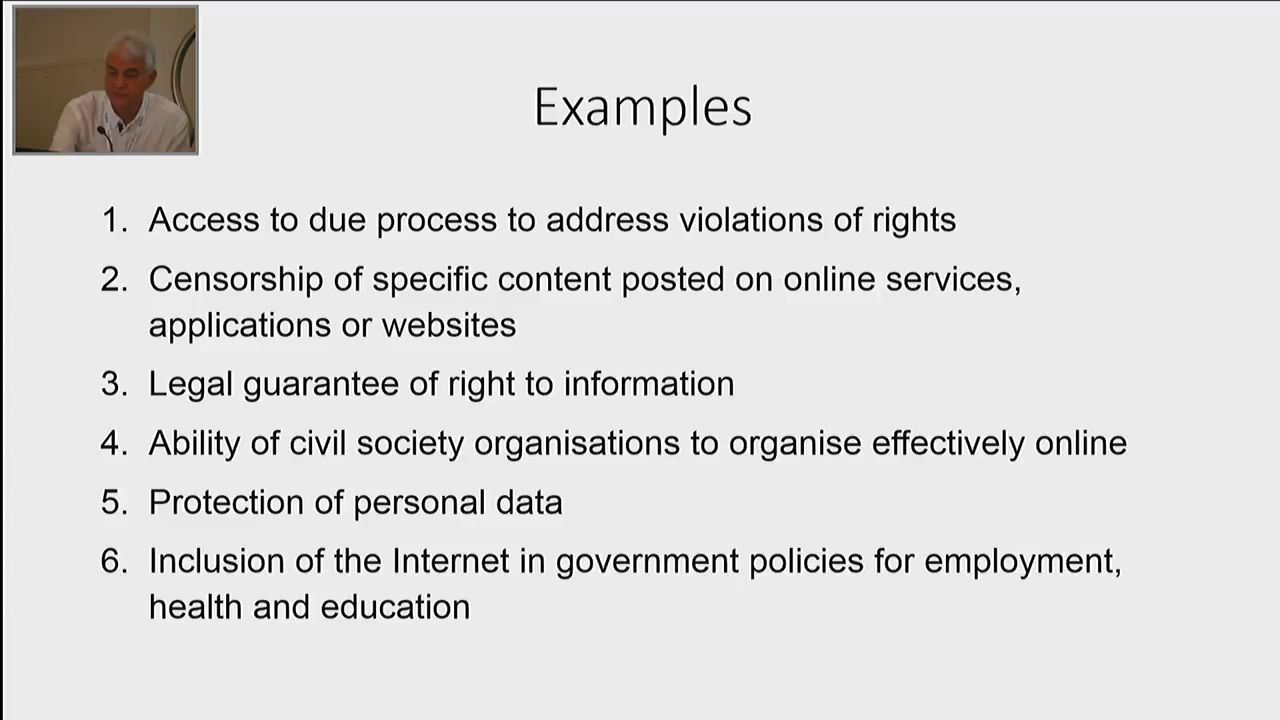 Examples
1. Access to due process to address violations of rights
2. Censorship of specific content posted on online services,
applications or websites
3. Legal guarantee of right to information
4. Ability of civil society organisations to organise effectively online
5. Protection of personal data
6. Inclusion of the Internet in government policies for employment,
health and education